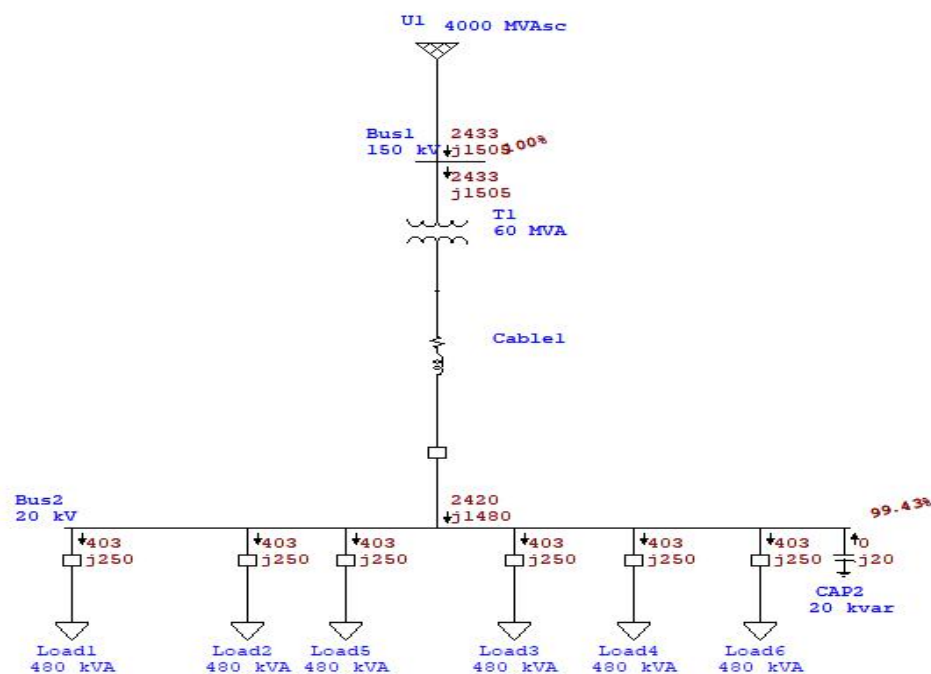 U1 4000 MVAsc
Bus1 2433
150 kV j1505 100%
2433
j1505
T1
60 MVA
Cable1
Bus2 2420 99.43%
20 kV j1480
403 403 403 403 403 403 0
j250 j250 j250 j250 j250 j250 j20
CAP2
20 kvar
Load1 Load2 Load5 Load3 Load4 Load6
480 kVA 480 kVA 480 kVA 480 kVA 480 kVA 480 kVA